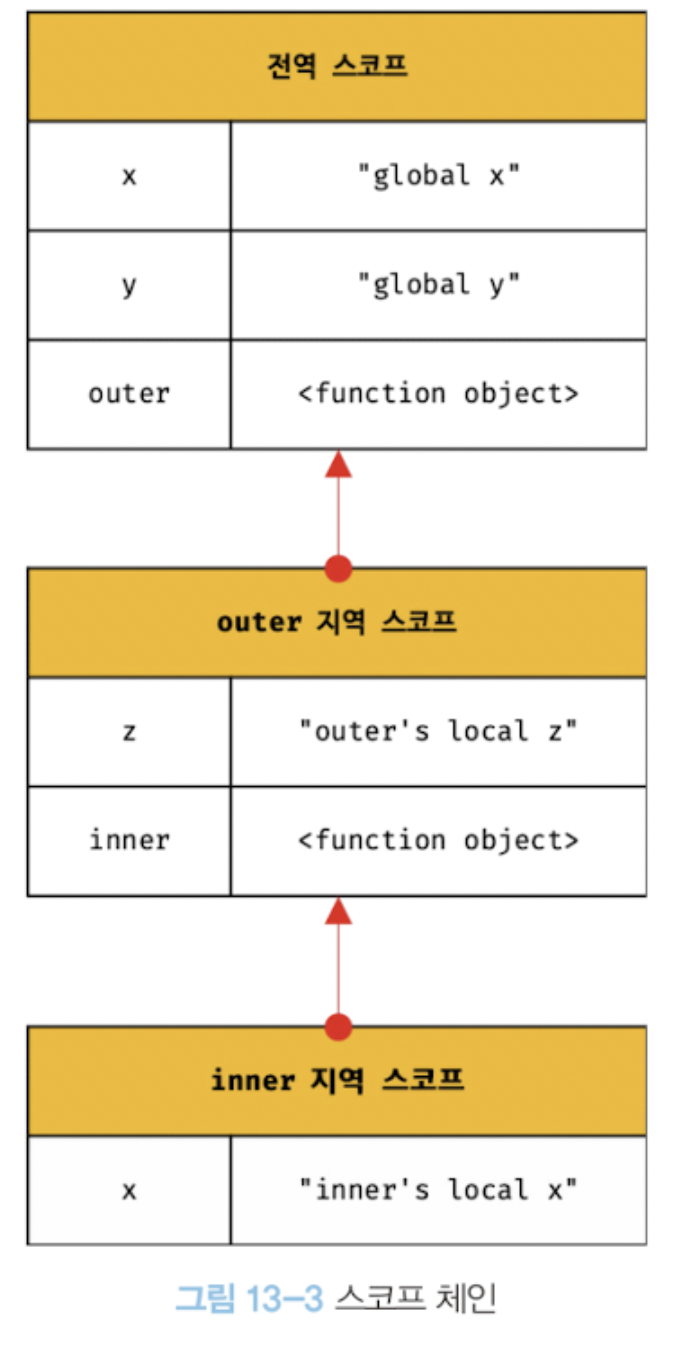 전역 스코프
x "global x"
y "global y"
outer <function object>
outer 지역 스코프
z "outer's local z"
inner <function object>
inner 지역 스코프
x "inner's local x"
그림 13-3 스코프 체인